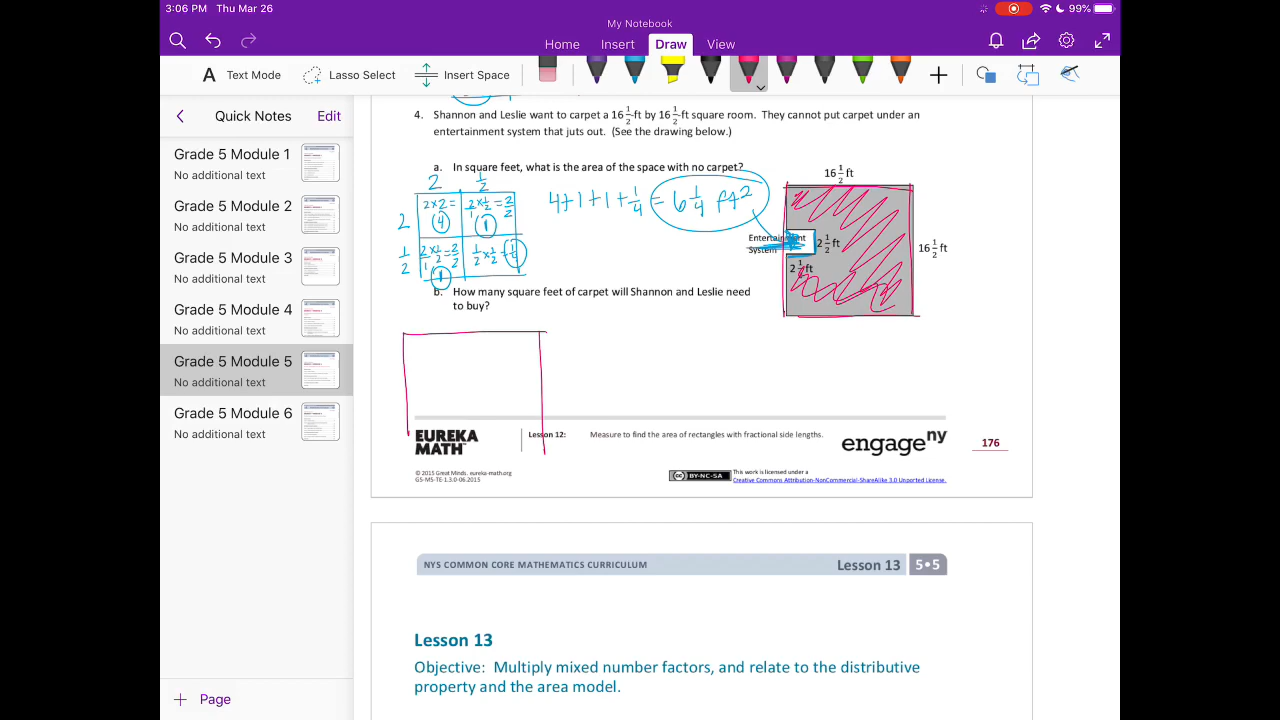 3:06 PM Thu Mar 26
99%
My Notebook
Home Insert Draw View
A Text Mode Lasso Select Insert Space
Quick Notes Edit
Grade 5 Module 1
No additional text
Grade 5 Module 2
No additional text
Grade 5 Module 3
No additional text
Grade 5 Module 4
No additional text
Grade 5 Module 5
No additional text
Grade 5 Module 6
No additional text
+ Page
4. Shannon and Leslie want to carpet a 16 1/2-ft by 16 1/2-ft square room. They cannot put carpet under an
entertainment system that juts out. (See the drawing below.)
a. In square feet, what is the area of the space with no carpet?
2 1/2
2 2×2= 4 2×1/2=2/2 1
1/2 2/1×1/2=2/2 1 1/2×1/2=1/4
4+1+1+1/4=6 1/4 ft2
16 1/2 ft
Entertainment
System
2 1/2 ft
16 1/2 ft
2 1/2 ft
b. How many square feet of carpet will Shannon and Leslie need
to buy?
EUREKA
MATH
Lesson 12: Measure to find the area of rectangles with fractional side lengths.
engage ny
176
© 2015 Great Minds. eureka-math.org
G5-M5-TE-1.3.0-06.2015
CC BY-NC-SA
This work is licensed under a
Creative Commons Attribution-NonCommercial-ShareAlike 3.0 Unported License.
NYS COMMON CORE MATHEMATICS CURRICULUM Lesson 13 5•5
Lesson 13
Objective: Multiply mixed number factors, and relate to the distributive
property and the area model.